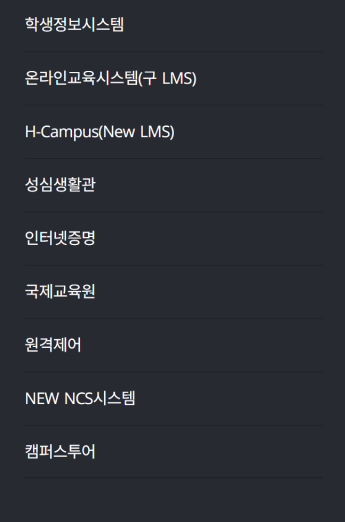 학생정보시스템
온라인교육시스템(구 LMS)
H-Campus(New LMS)
성심생활관
인터넷증명
국제교육원
원격제어
NEW NCS시스템
캠퍼스투어